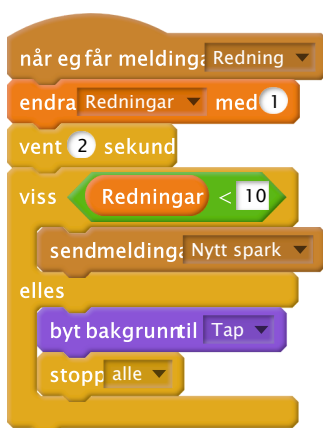 når eg får meldinga Redning
endra Redningar med 1
vent 2 sekund
viss Redningar < 10
sendmeldinga Nytt spark
elles
byt bakgrunn til Tap
stopp alle